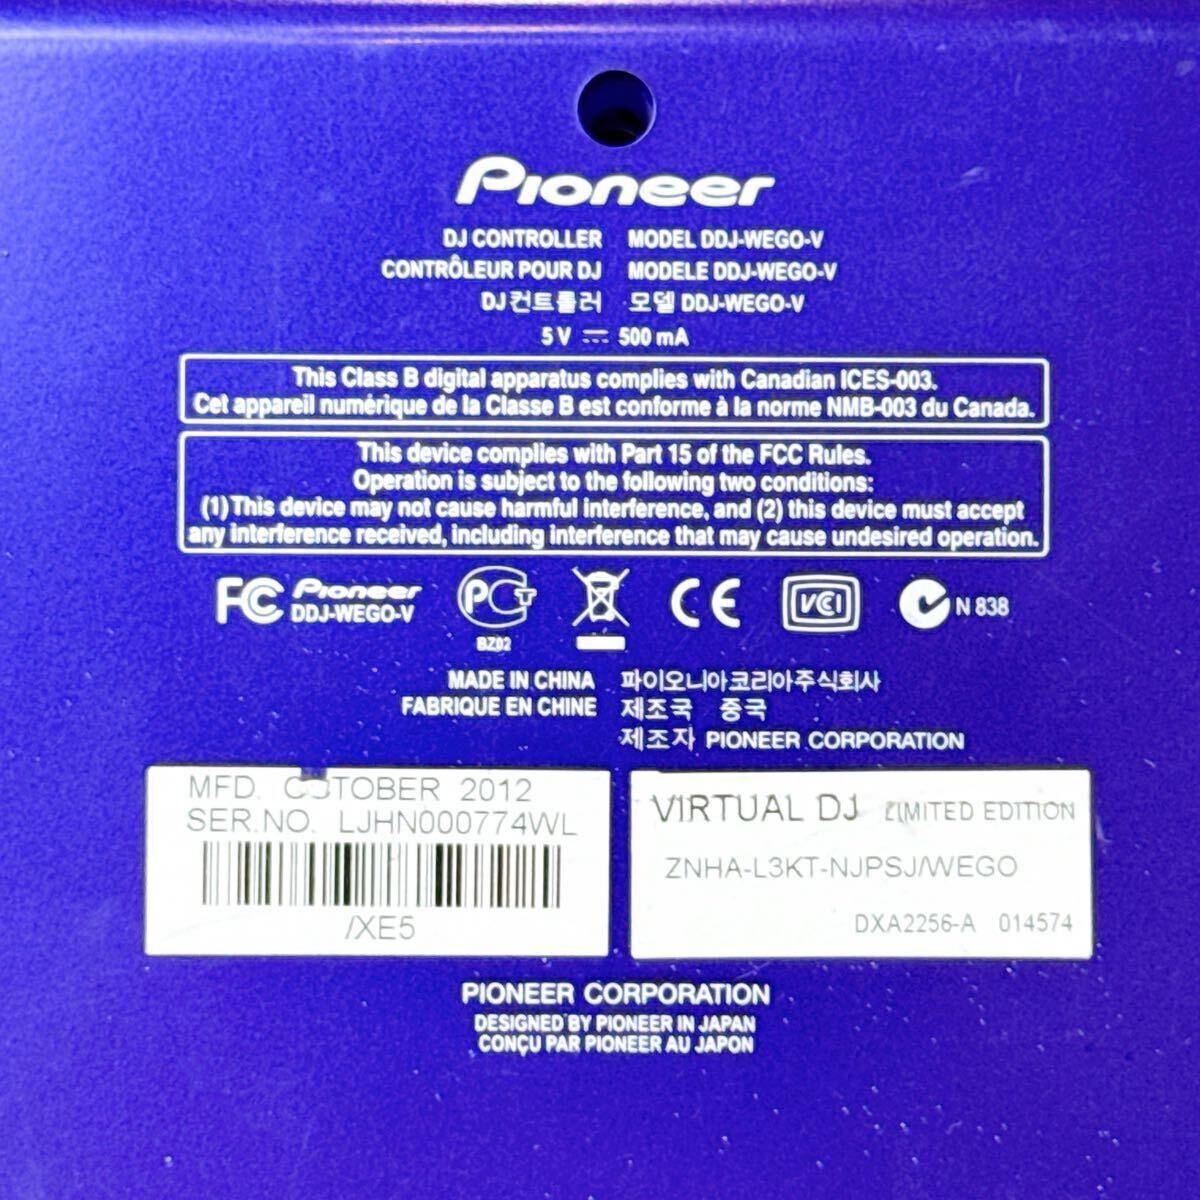 Pioneer
DJ CONTROLLER MODEL DDJ-WEGO-V
CONTRÔLEUR POUR DJ MODELE DDJ-WEGO-V
DJ 컨트롤러 모델 DDJ-WEGO-V
5 V ⎓ 500 mA
This Class B digital apparatus complies with Canadian ICES-003.
Cet appareil numérique de la Classe B est conforme à la norme NMB-003 du Canada.
This device complies with Part 15 of the FCC Rules.
Operation is subject to the following two conditions:
(1) This device may not cause harmful interference, and (2) this device must accept
any interference received, including interference that may cause undesired operation.
FC Pioneer
DDJ-WEGO-V
PCT
BZ02
CE
VCCI
N 838
MADE IN CHINA
FABRIQUE EN CHINE
파이오니아코리아주식회사
제조국 중국
제조자 PIONEER CORPORATION
MFD. OCTOBER 2012
SER.NO. LJHN000774WL
/XE5
VIRTUAL DJ LIMITED EDITION
ZNHA-L3KT-NJPSJ/WEGO
DXA2256-A 014574
PIONEER CORPORATION
DESIGNED BY PIONEER IN JAPAN
CONÇU PAR PIONEER AU JAPON